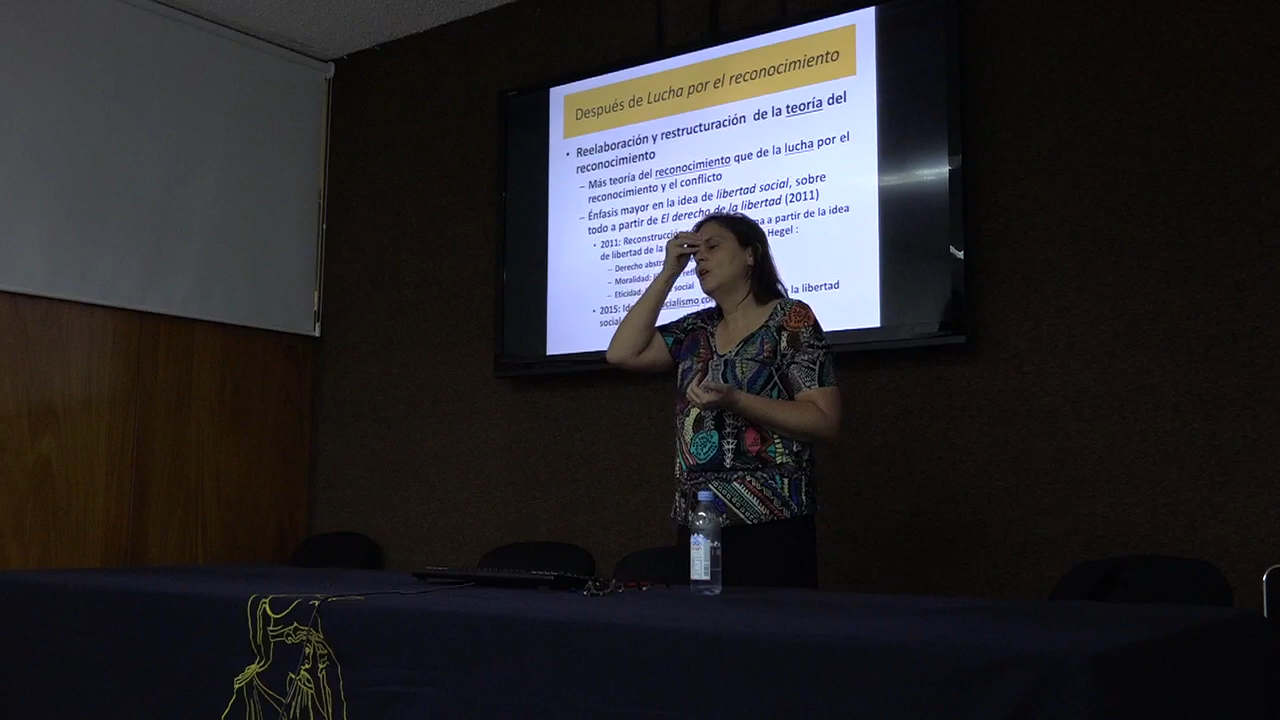 Después de Lucha por el reconocimiento
• Reelaboración y restructuración de la teoría del
reconocimiento
– Más teoría del reconocimiento que de la lucha por el
reconocimiento y el conflicto
– Énfasis mayor en la idea de libertad social, sobre
todo a partir de El derecho de la libertad (2011)
• 2011: Reconstrucción a partir de la idea
de libertad de la Hegel :
– Derecho
– Moralidad:
– Eticidad: social
• 2015: de la libertad